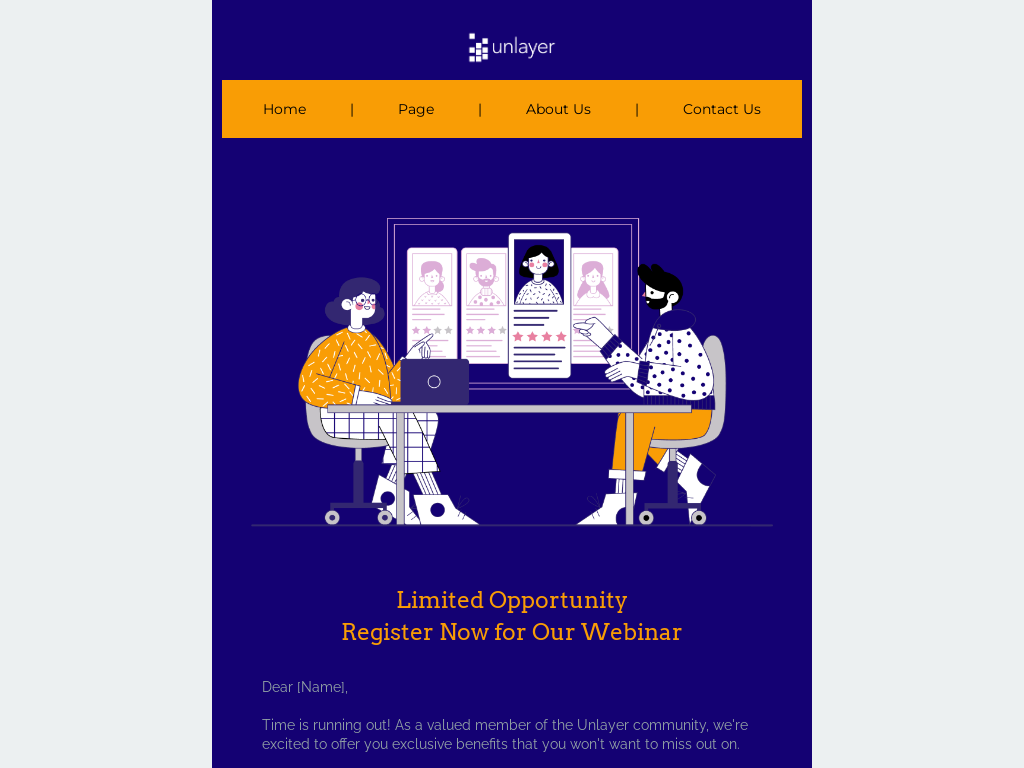 unlayer
Home | Page | About Us | Contact Us
Limited Opportunity
Register Now for Our Webinar
Dear [Name],
Time is running out! As a valued member of the Unlayer community, we're
excited to offer you exclusive benefits that you won't want to miss out on.